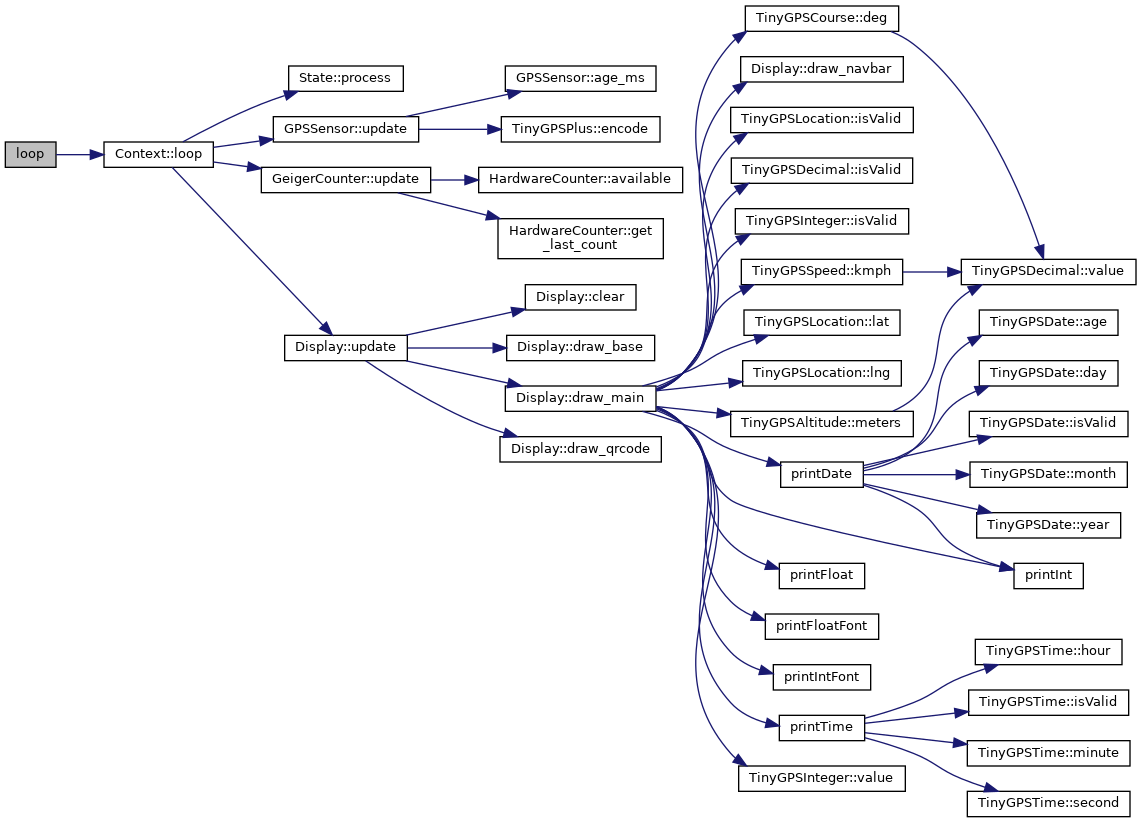 loop
Context::loop
State::process
GPSSensor::update
GeigerCounter::update
Display::update
GPSSensor::age_ms
TinyGPSPlus::encode
HardwareCounter::available
HardwareCounter::get
_last_count
Display::clear
Display::draw_base
Display::draw_main
Display::draw_qrcode
TinyGPSCourse::deg
Display::draw_navbar
TinyGPSLocation::isValid
TinyGPSDecimal::isValid
TinyGPSInteger::isValid
TinyGPSSpeed::kmph
TinyGPSLocation::lat
TinyGPSLocation::lng
TinyGPSAltitude::meters
printDate
printFloat
printFloatFont
printIntFont
printTime
TinyGPSInteger::value
TinyGPSDecimal::value
TinyGPSDate::age
TinyGPSDate::day
TinyGPSDate::isValid
TinyGPSDate::month
TinyGPSDate::year
printInt
TinyGPSTime::hour
TinyGPSTime::isValid
TinyGPSTime::minute
TinyGPSTime::second